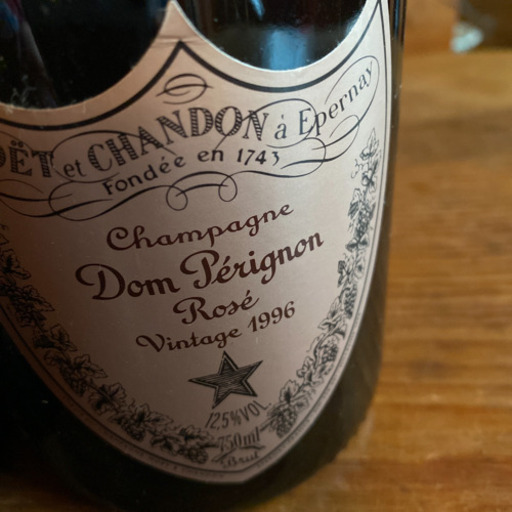 ËT et CHANDON à Epernay
Fondée en 1743
Champagne
Dom Pérignon
Rosé
Vintage 1996
12,5%VOL
750ml
Brut